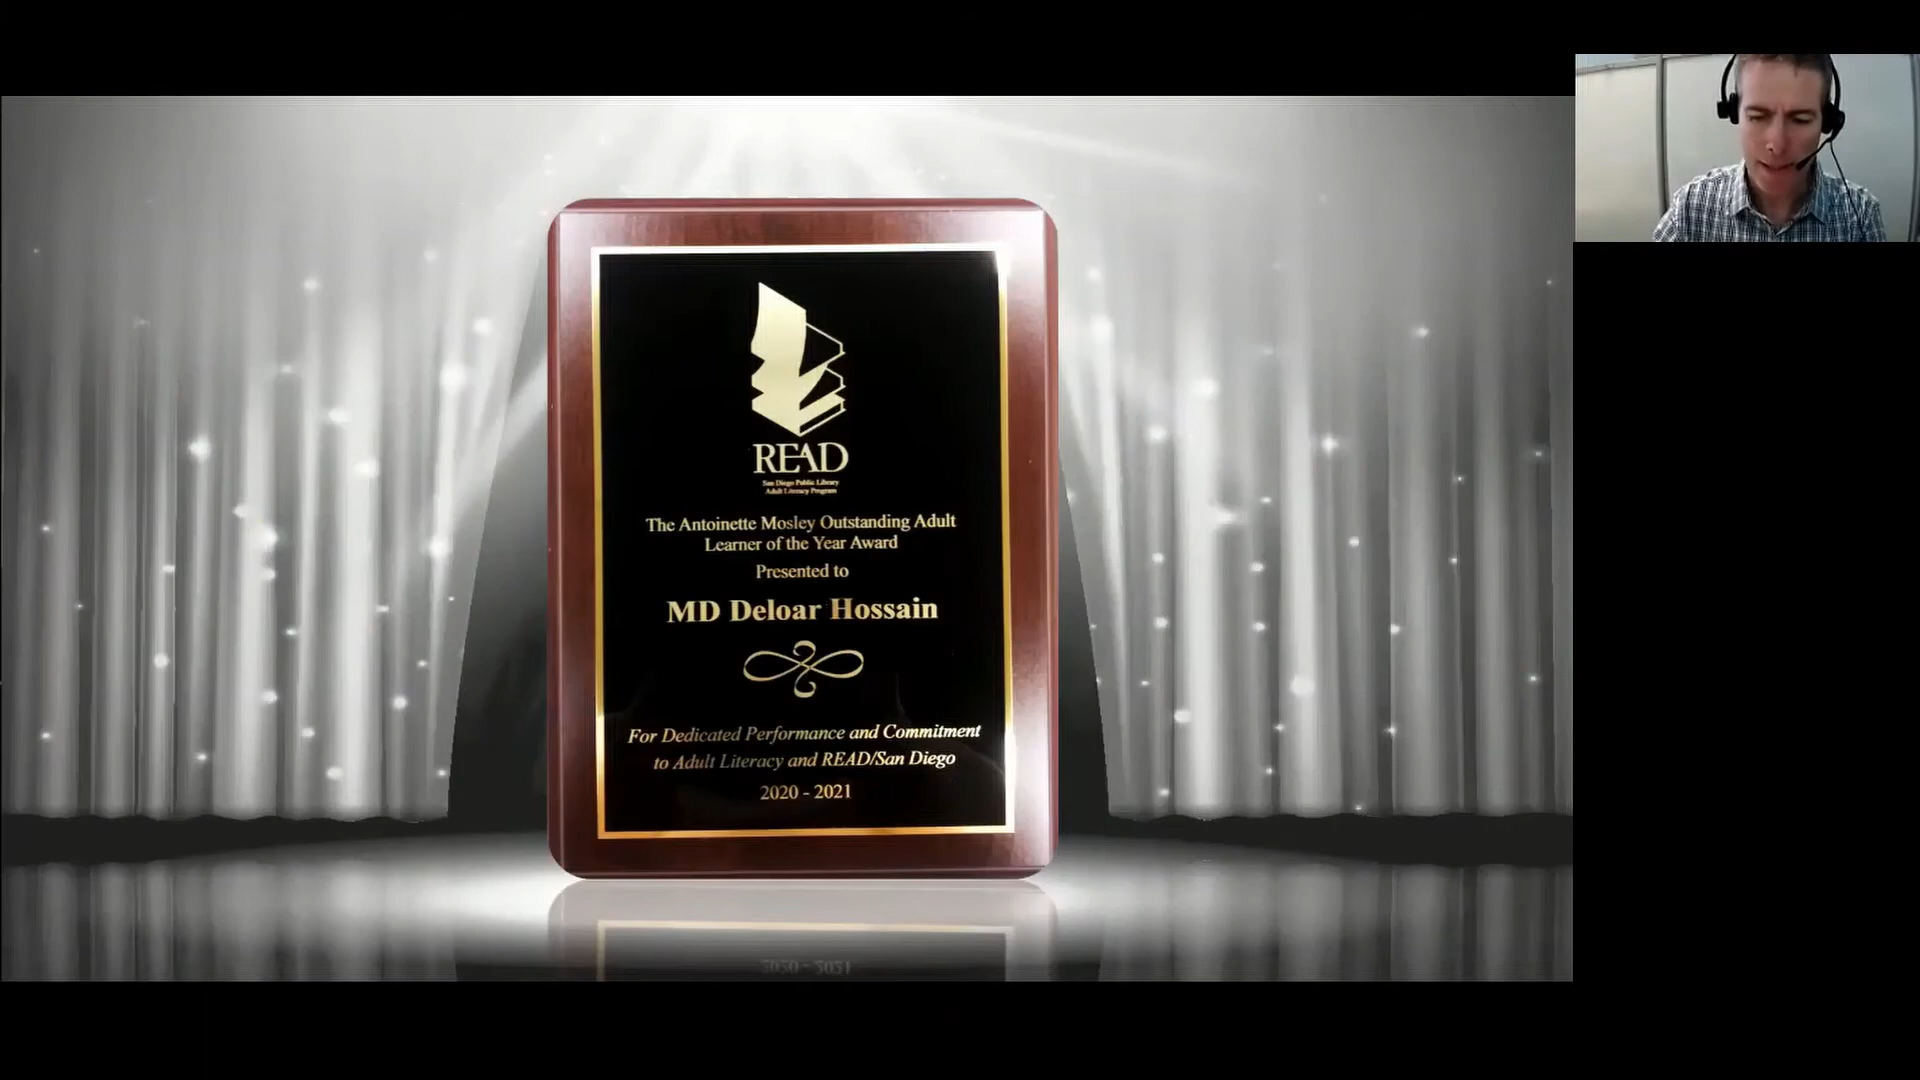 READ
San Diego Public Library
Adult Literacy Program
The Antoinette Mosley Outstanding Adult
Learner of the Year Award
Presented to
MD Deloar Hossain
For Dedicated Performance and Commitment
to Adult Literacy and READ/San Diego
2020 - 2021